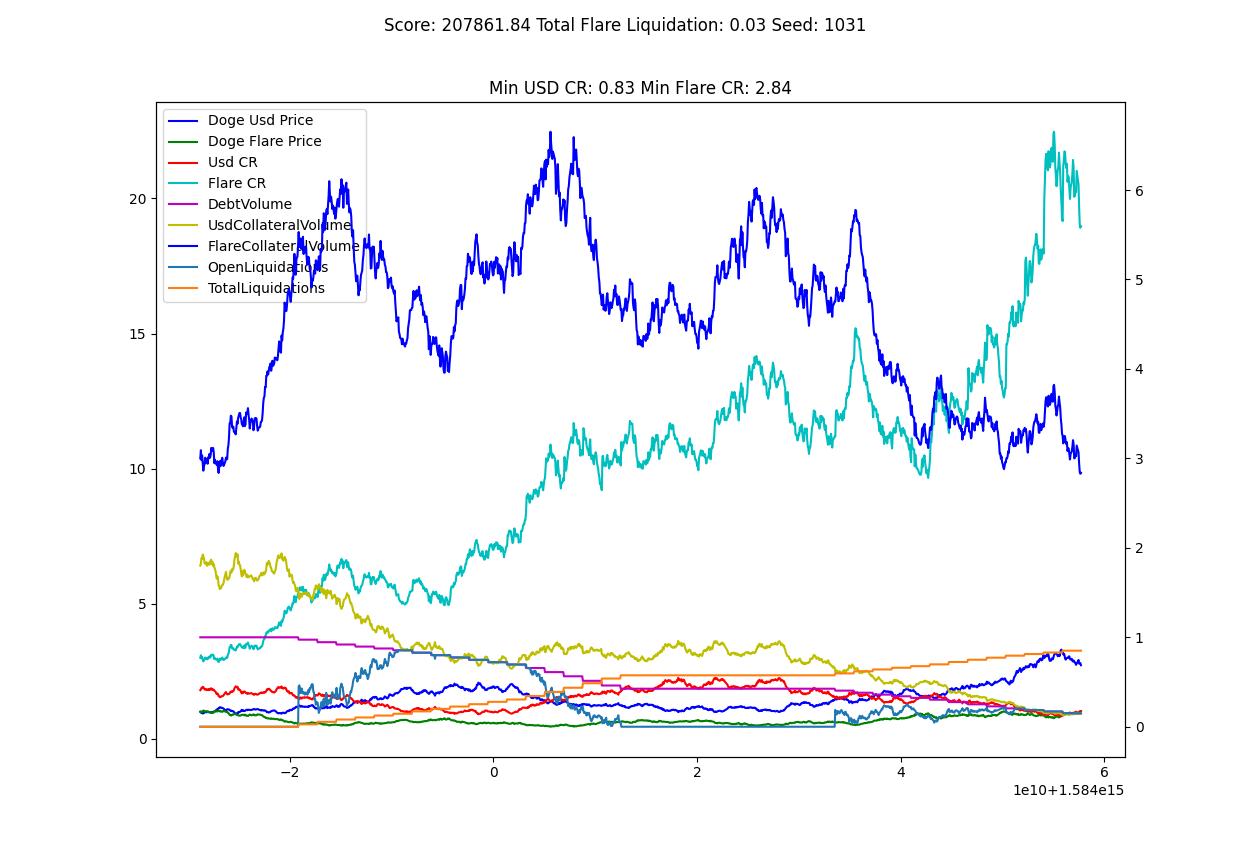 Score: 207861.84 Total Flare Liquidation: 0.03 Seed: 1031
Min USD CR: 0.83 Min Flare CR: 2.84
Doge Usd Price
Doge Flare Price
Usd CR
Flare CR
DebtVolume
UsdCollateralVolume
FlareCollateralVolume
OpenLiquidations
TotalLiquidations
20
15
10
5
0
6
5
4
3
2
1
0
−2
0
2
4
6
1e10+1.584e15